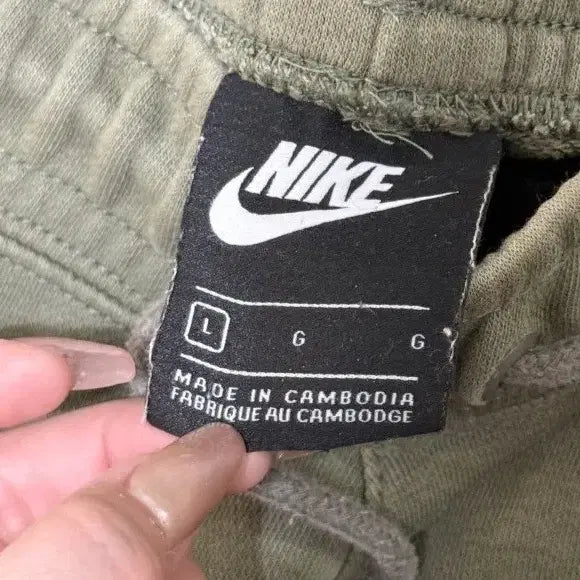 NIKE
L G G
MADE IN CAMBODIA
FABRIQUE AU CAMBODGE